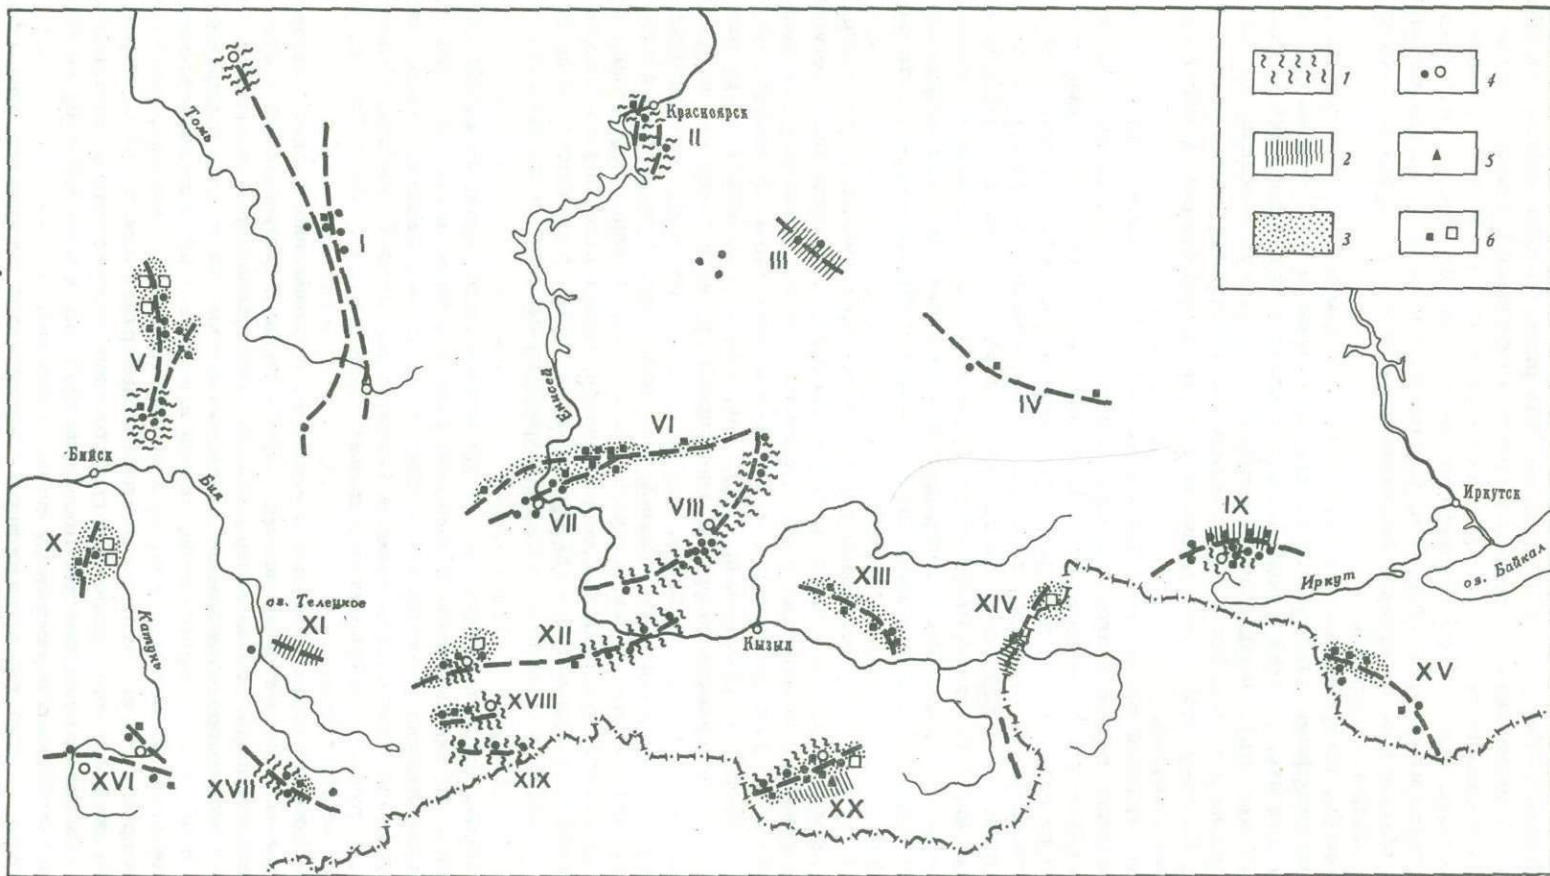 Томь
Красноярск
II
I
III
V
Енисей
IV
VI
Бийск
Бия
VII
VIII
IX
Иркутск
X
оз. Байкал
Иркут
XIII
XIV
оз. Телецкое
XI
Катунь
XII
Кызыл
XV
XVIII
XVI
XVII
XIX
XX
1
4
2
5
3
6